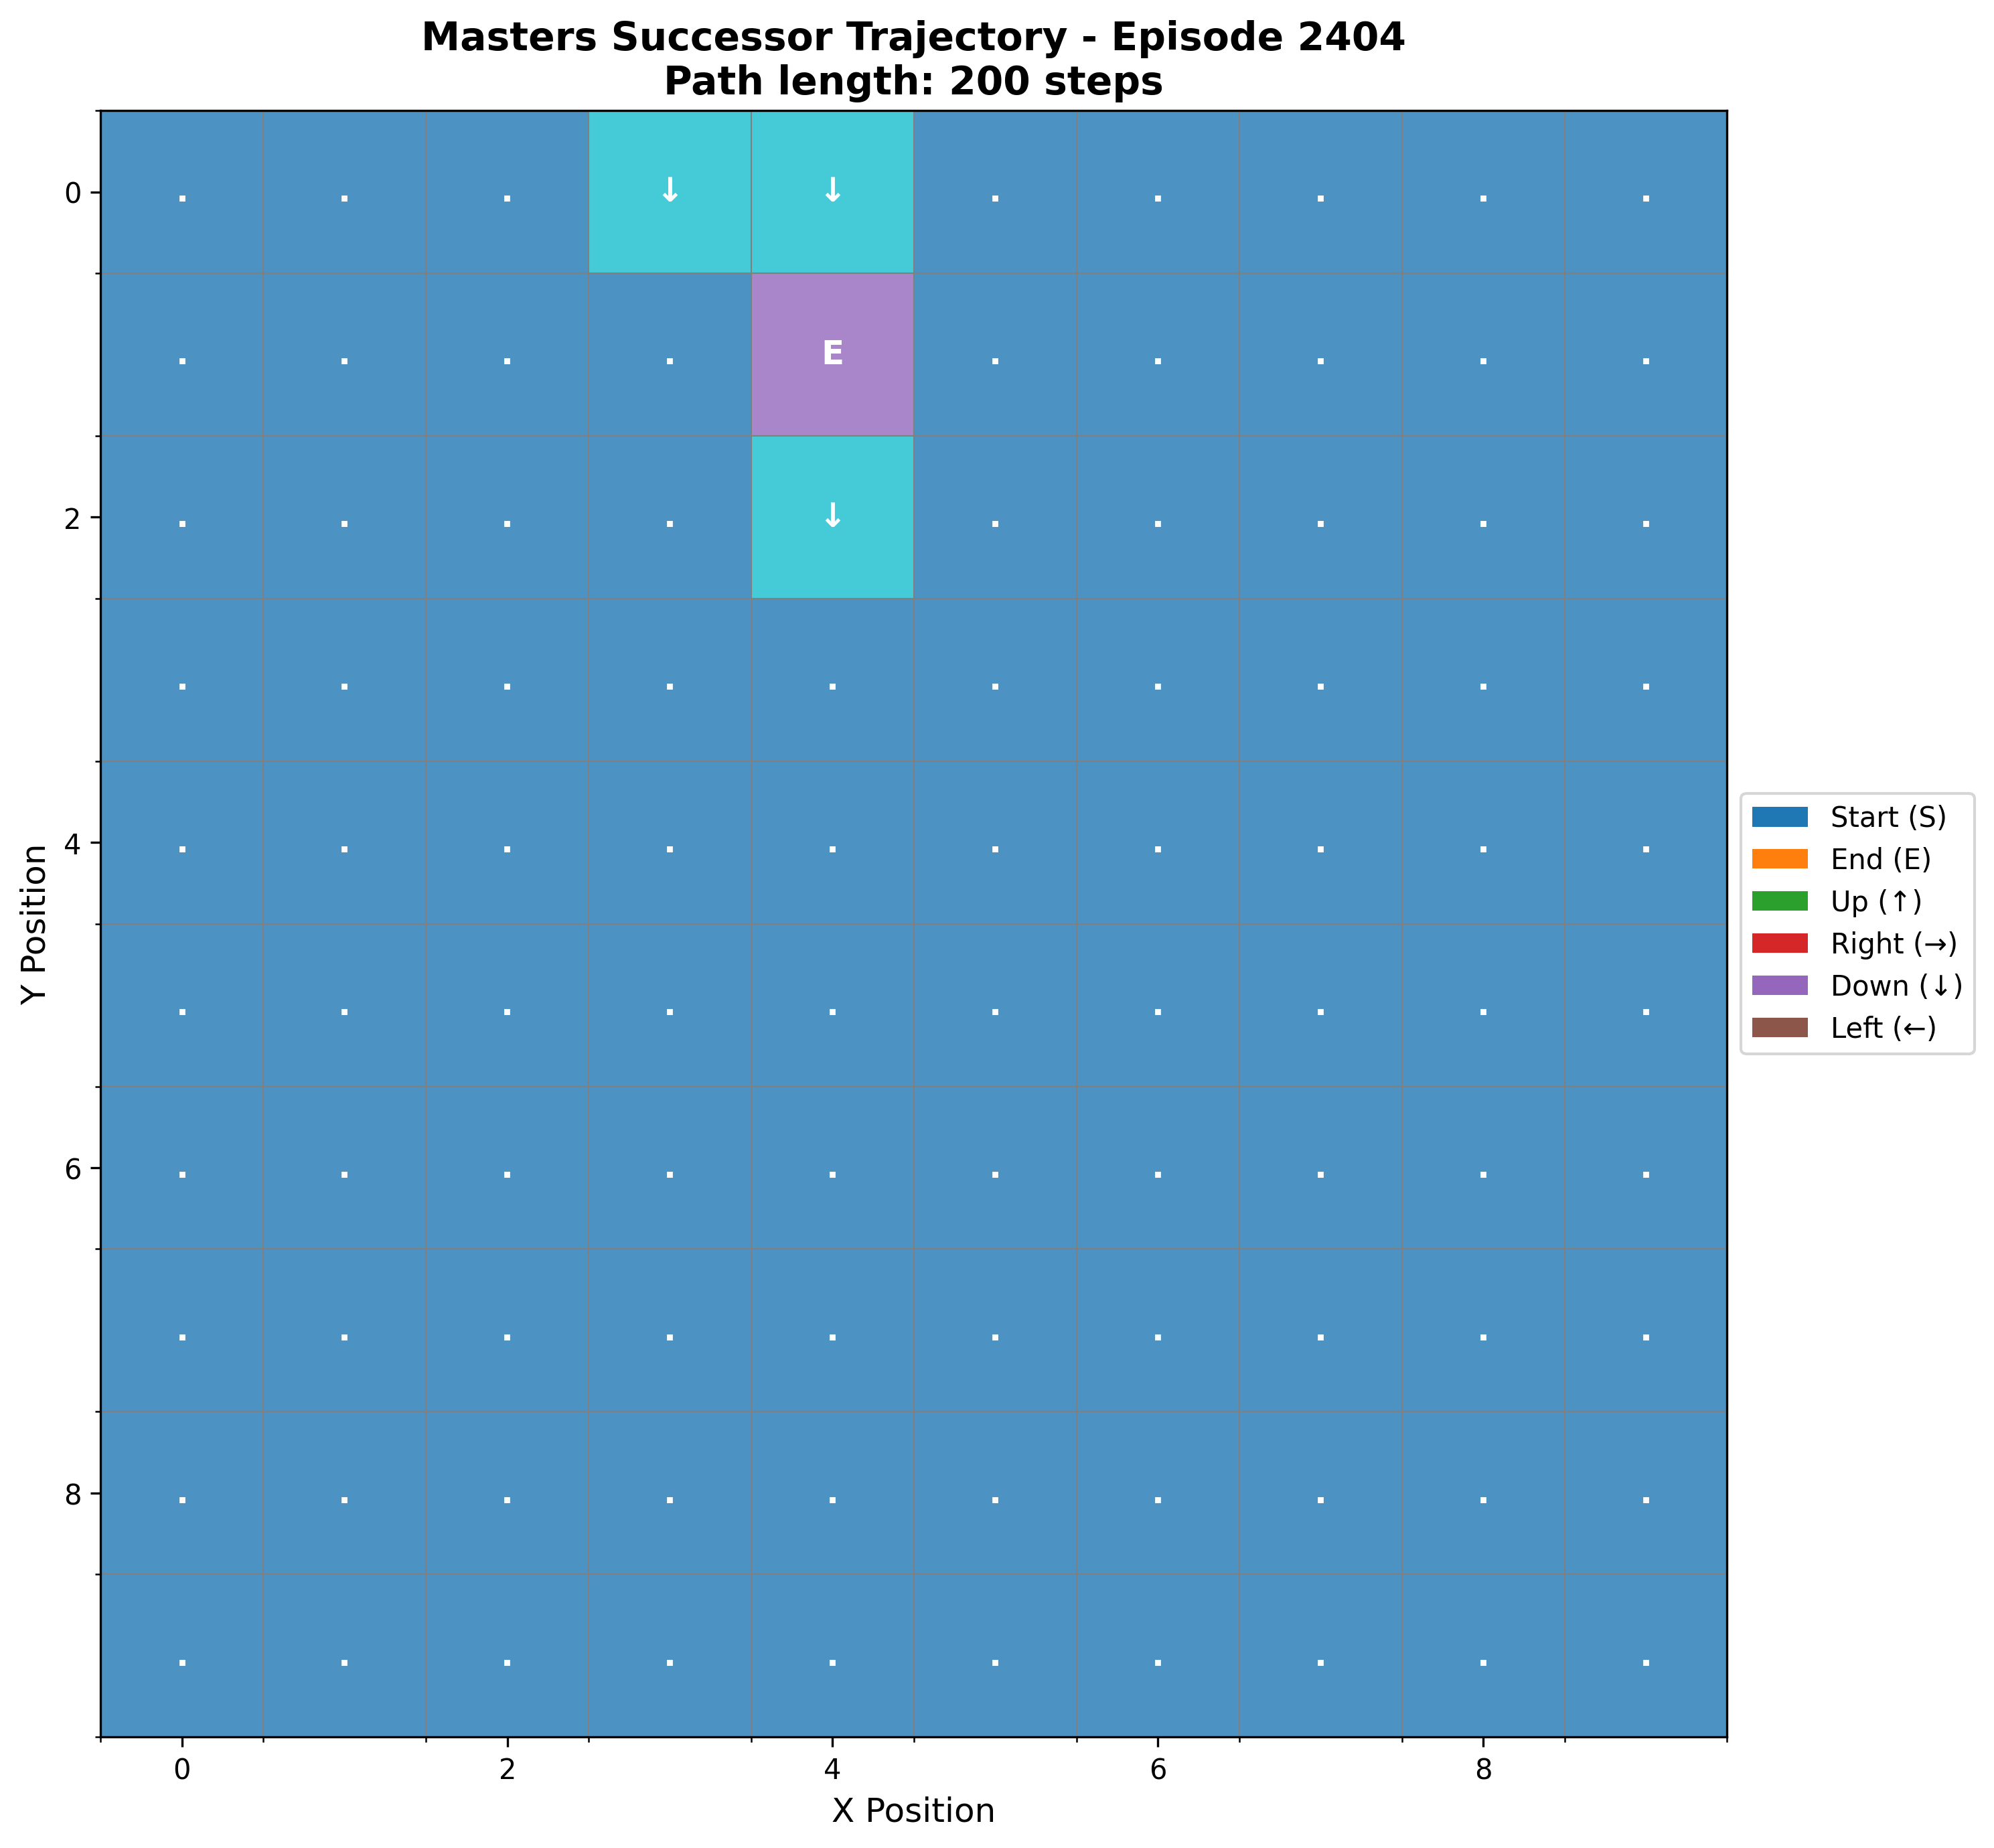 Masters Successor Trajectory - Episode 2404
Path length: 200 steps
0
↓ ↓
E
2
↓
4
6
8
Y Position
0 2 4 6 8
X Position
Start (S)
End (E)
Up (↑)
Right (→)
Down (↓)
Left (←)